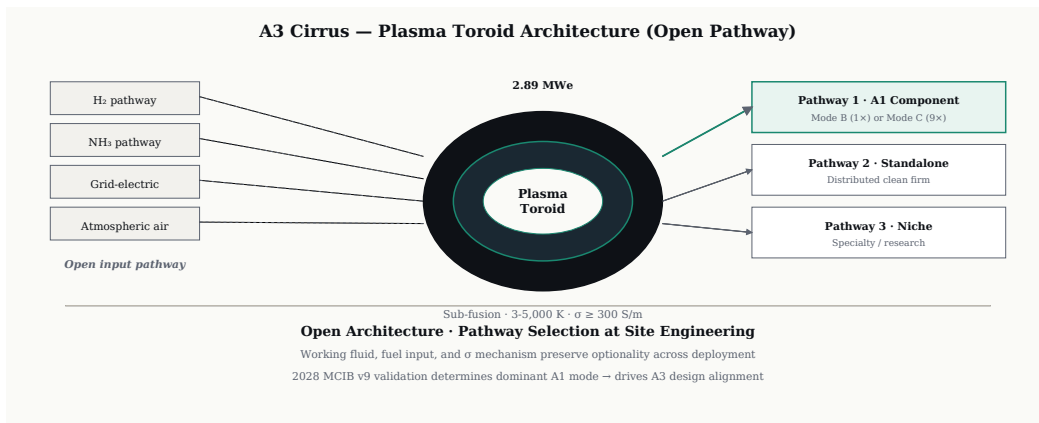 A3 Cirrus — Plasma Toroid Architecture (Open Pathway)
2.89 MWe
H₂ pathway
NH₃ pathway
Grid-electric
Atmospheric air
Open input pathway
Plasma
Toroid
Pathway 1 · A1 Component
Mode B (1×) or Mode C (9×)
Pathway 2 · Standalone
Distributed clean firm
Pathway 3 · Niche
Specialty / research
Sub-fusion · 3-5,000 K · σ ≥ 300 S/m
Open Architecture · Pathway Selection at Site Engineering
Working fluid, fuel input, and σ mechanism preserve optionality across deployment
2028 MCIB v9 validation determines dominant A1 mode → drives A3 design alignment